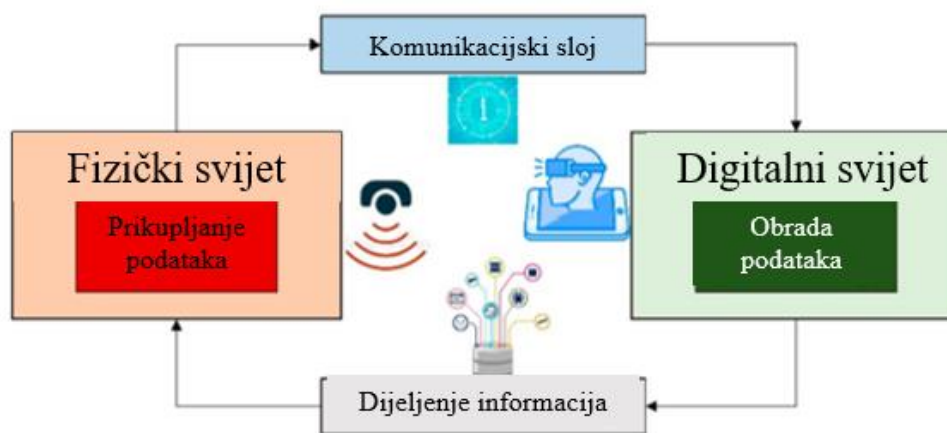 Komunikacijski sloj
Fizički svijet
Prikupljanje
podataka
Digitalni svijet
Obrada
podataka
Dijeljenje informacija